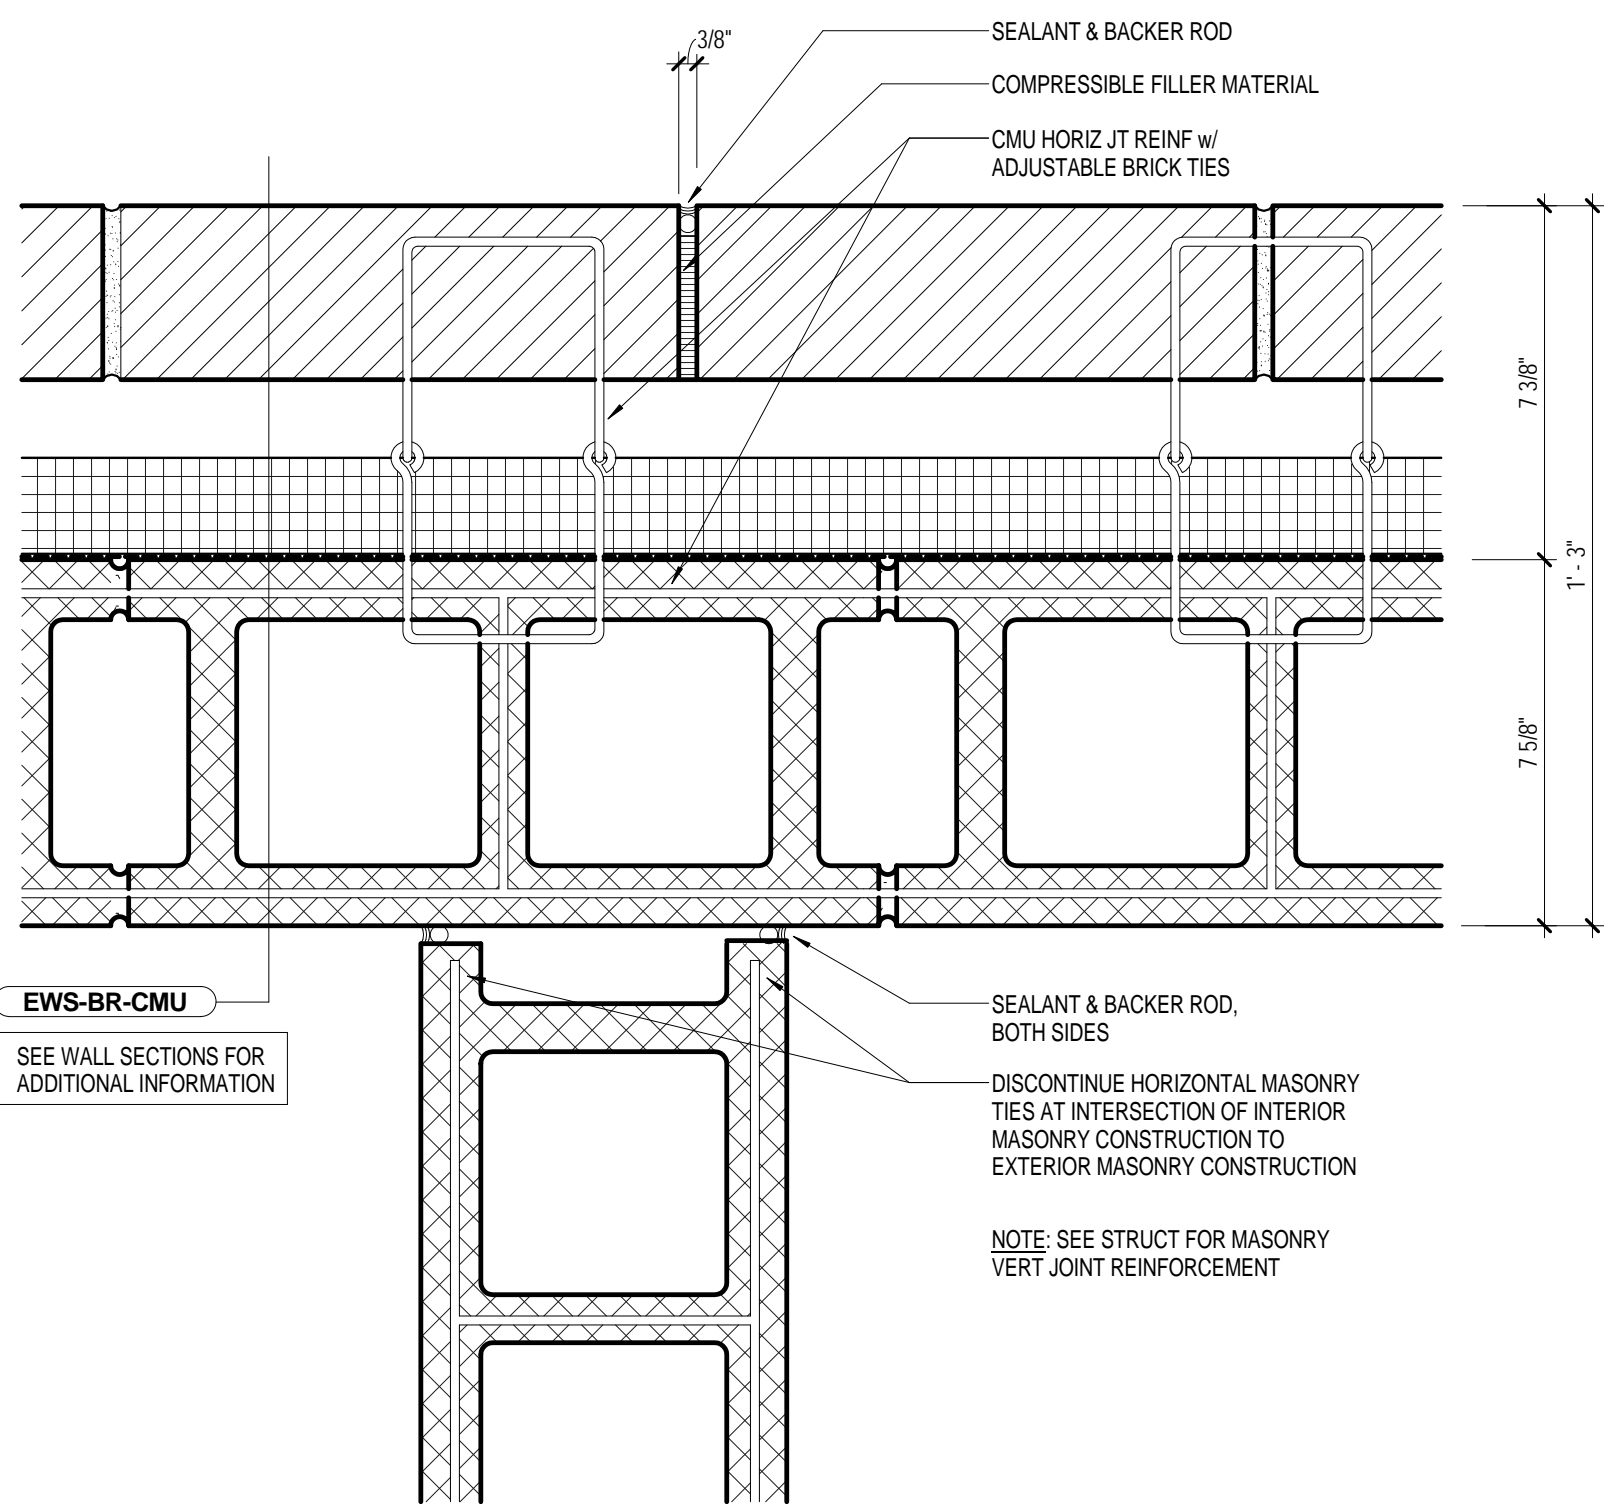 3/8"
SEALANT & BACKER ROD
COMPRESSIBLE FILLER MATERIAL
CMU HORIZ JT REINF w/
ADJUSTABLE BRICK TIES
7 3/8"
1' - 3"
7 5/8"
EWS-BR-CMU
SEE WALL SECTIONS FOR
ADDITIONAL INFORMATION
SEALANT & BACKER ROD,
BOTH SIDES
DISCONTINUE HORIZONTAL MASONRY
TIES AT INTERSECTION OF INTERIOR
MASONRY CONSTRUCTION TO
EXTERIOR MASONRY CONSTRUCTION
NOTE: SEE STRUCT FOR MASONRY
VERT JOINT REINFORCEMENT